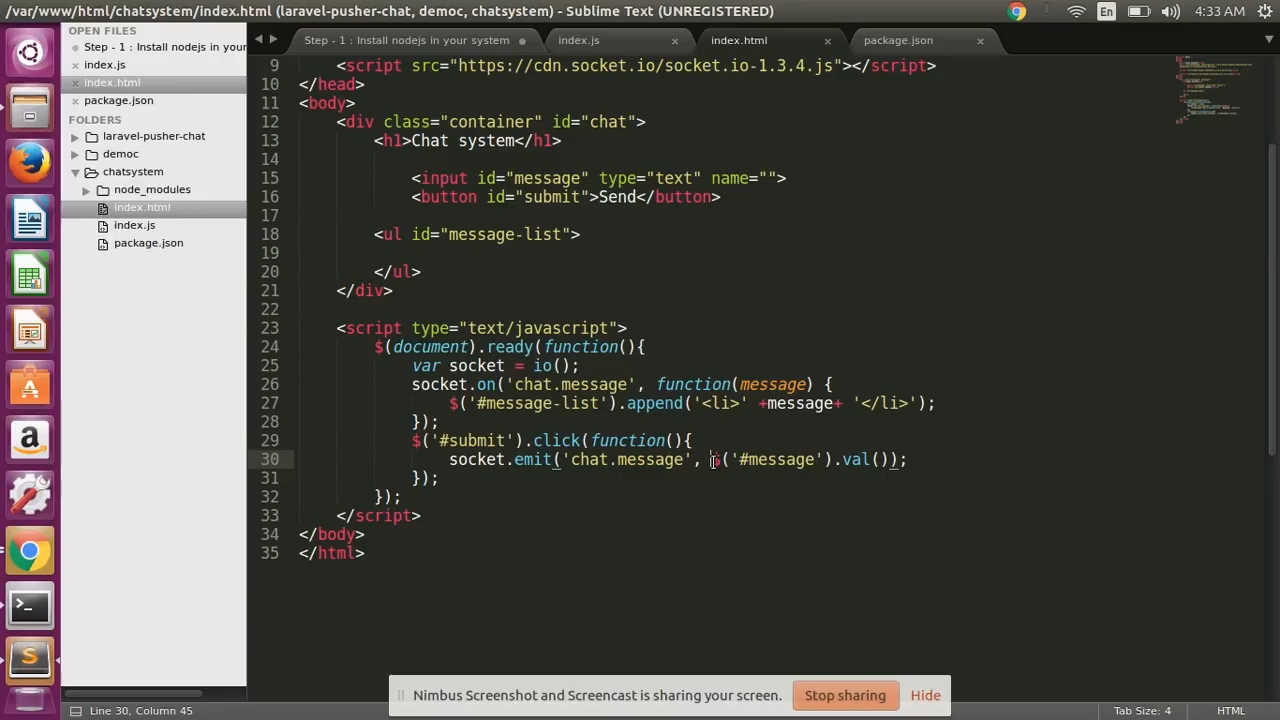 /var/www/html/chatsystem/index.html (laravel-pusher-chat, democ, chatsystem) - Sublime Text (UNREGISTERED)
En
4:33 AM
OPEN FILES
Step - 1 : Install nodejs in your
index.js
index.html
package.json
FOLDERS
laravel-pusher-chat
democ
chatsystem
node_modules
index.html
index.js
package.json
Step - 1 : Install nodejs in your system
index.js
index.html
package.json
9 <script src="https://cdn.socket.io/socket.io-1.3.4.js"></script>
10 </head>
11 <body>
12 <div class="container" id="chat">
13 <h1>Chat system</h1>
14
15 <input id="message" type="text" name="">
16 <button id="submit">Send</button>
17
18 <ul id="message-list">
19
20 </ul>
21 </div>
22
23 <script type="text/javascript">
24 $(document).ready(function(){
25 var socket = io();
26 socket.on('chat.message', function(message) {
27 $('#message-list').append('<li>' +message+ '</li>');
28 });
29 $('#submit').click(function(){
30 socket.emit('chat.message', $('#message').val());
31 });
32 });
33 </script>
34 </body>
35 </html>
Nimbus Screenshot and Screencast is sharing your screen.
Stop sharing
Hide
Line 30, Column 45
Tab Size: 4
HTML